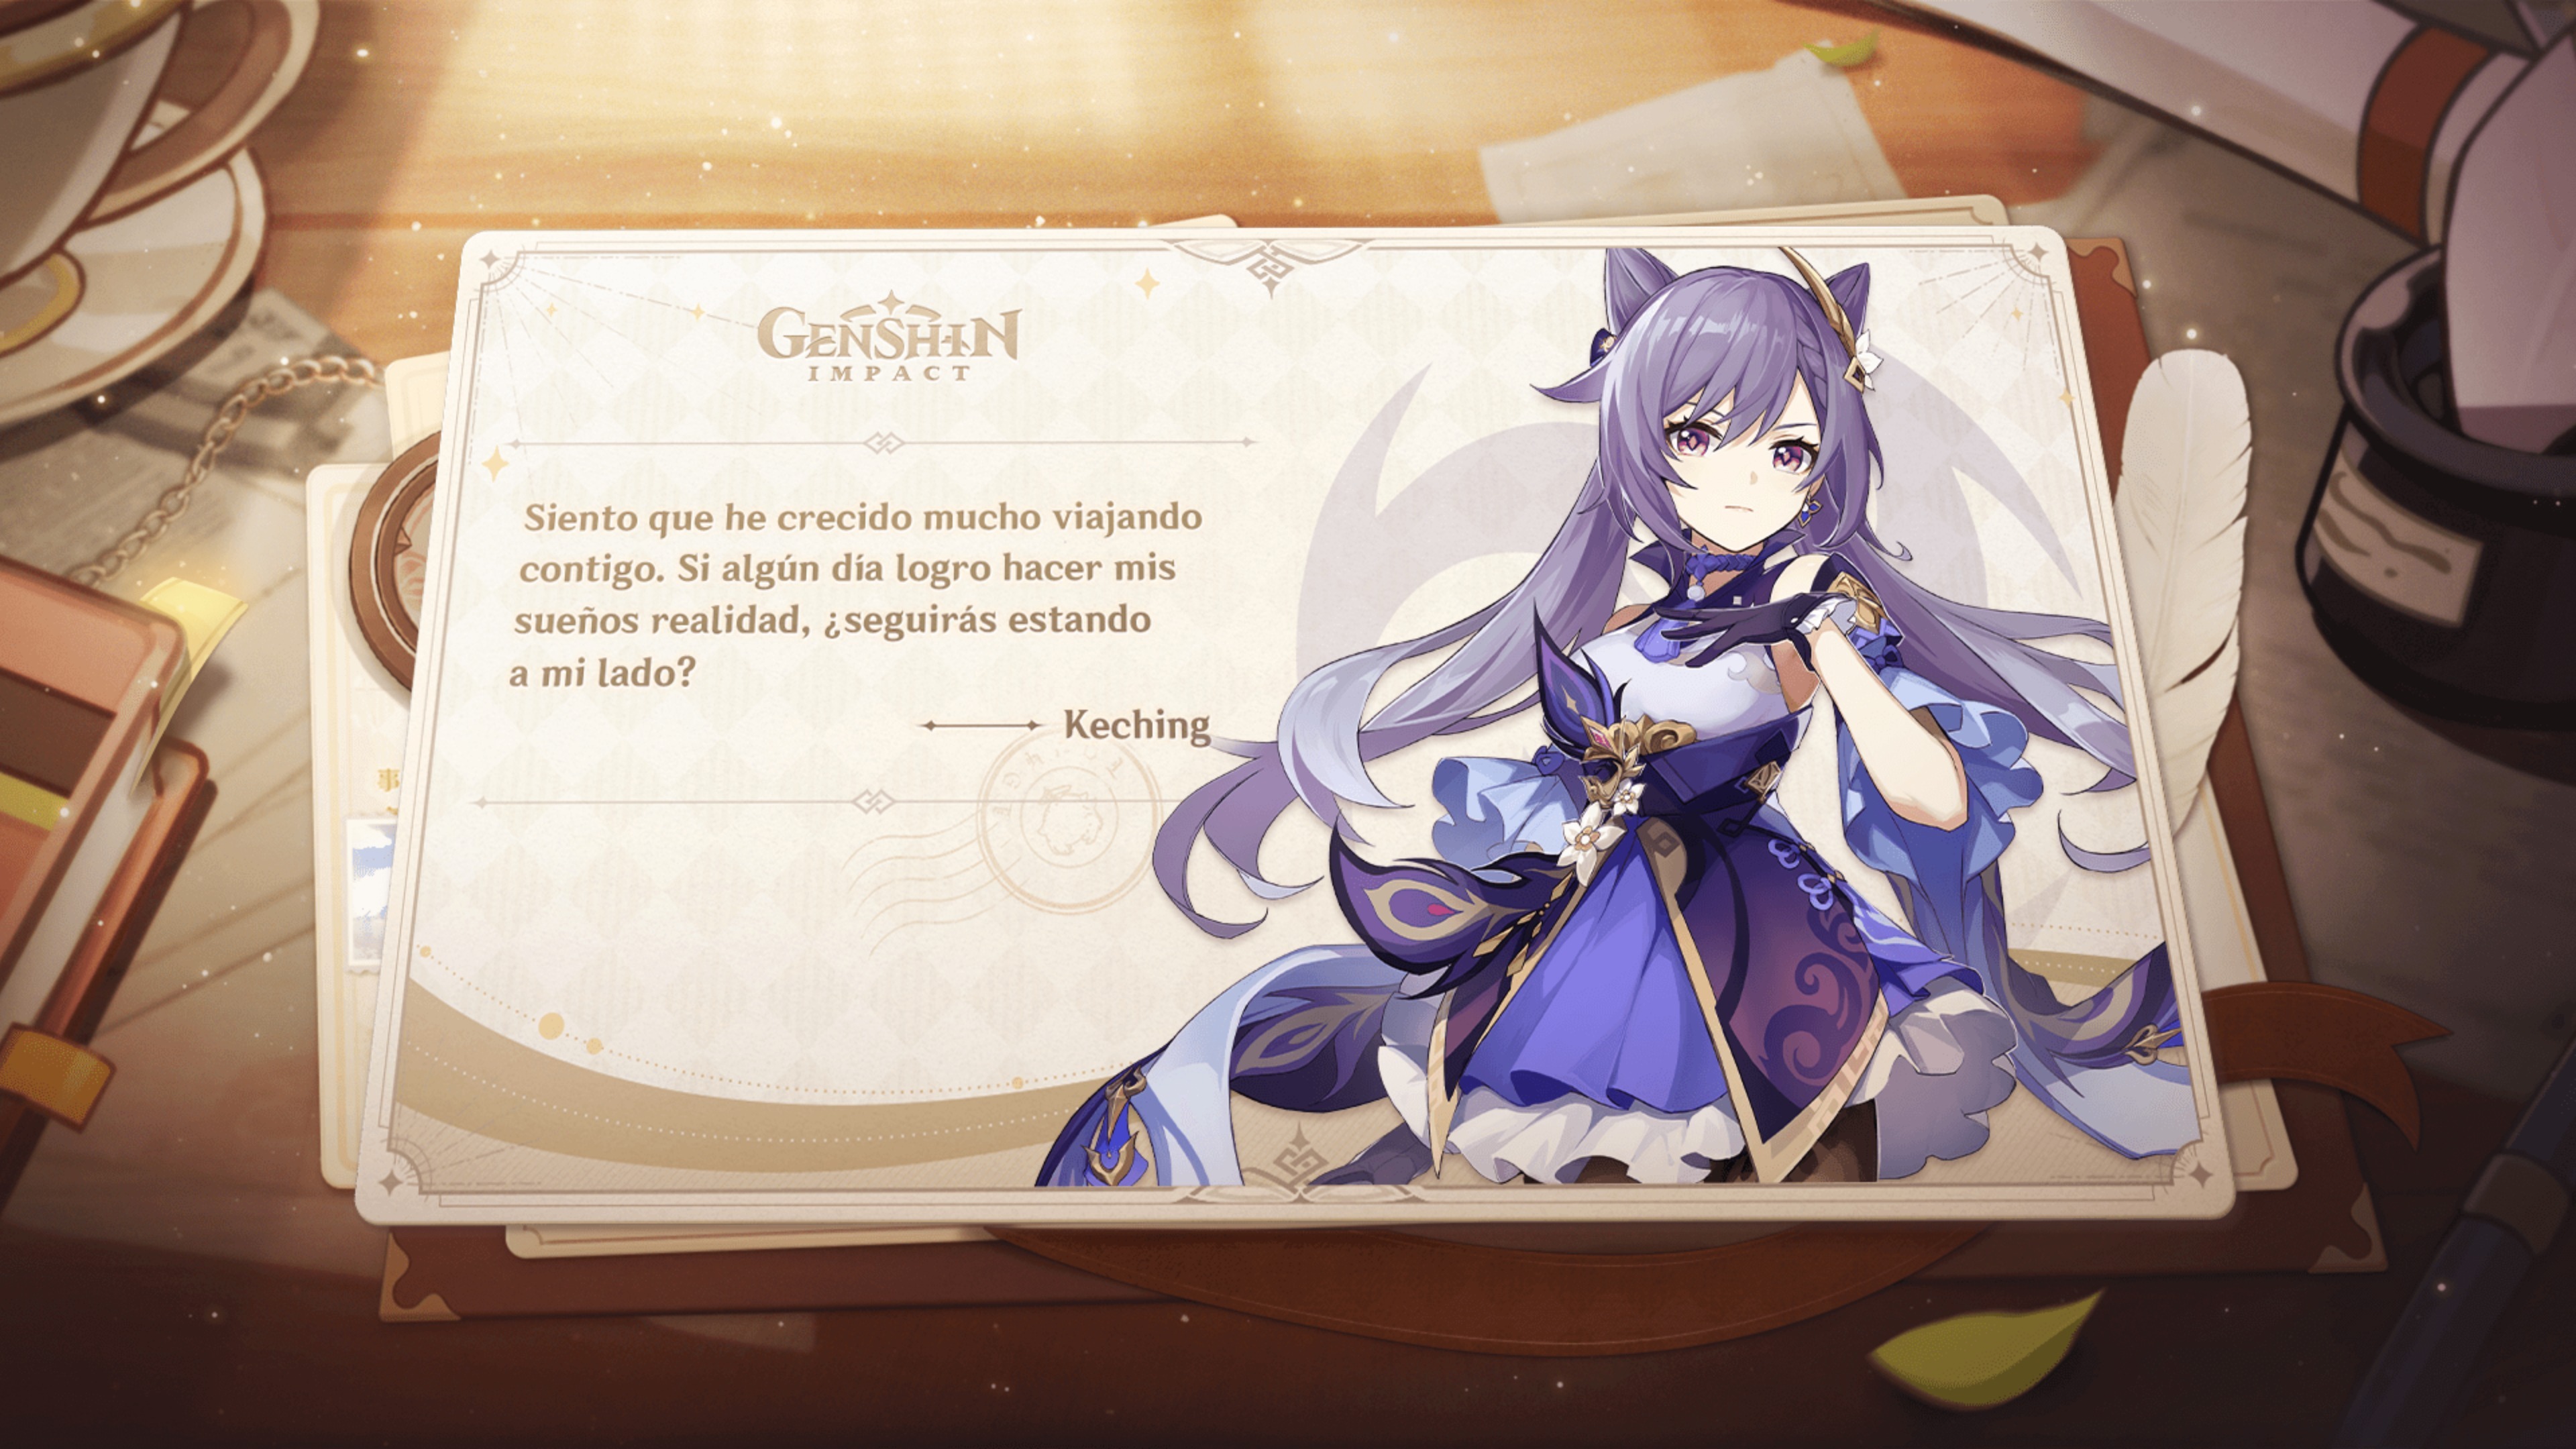 GENSHIN
IMPACT
Siento que he crecido mucho viajando
contigo. Si algún día logro hacer mis
sueños realidad, ¿seguirás estando
a mi lado?
Keching
事